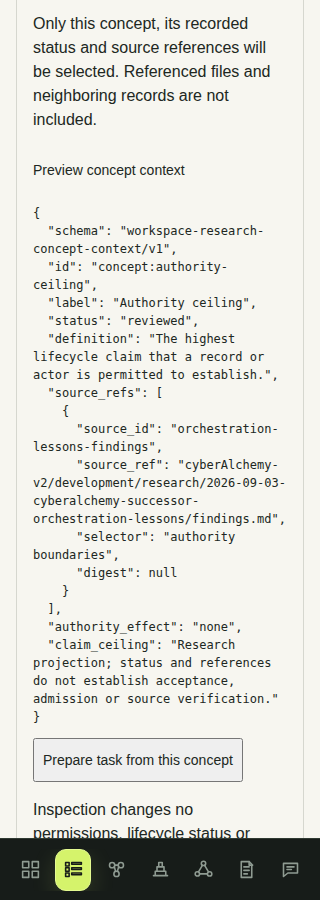 Only this concept, its recorded
status and source references will
be selected. Referenced files and
neighboring records are not
included.
Preview concept context
{
  "schema": "workspace-research-
concept-context/v1",
  "id": "concept:authority-
ceiling",
  "label": "Authority ceiling",
  "status": "reviewed",
  "definition": "The highest
lifecycle claim that a record or
actor is permitted to establish.",
  "source_refs": [
    {
      "source_id": "orchestration-
lessons-findings",
      "source_ref": "cyberAlchemy-
v2/development/research/2026-09-03-
cyberalchemy-successor-
orchestration-lessons/findings.md",
      "selector": "authority
boundaries",
      "digest": null
    }
  ],
  "authority_effect": "none",
  "claim_ceiling": "Research
projection; status and references
do not establish acceptance,
admission or source verification."
}
Prepare task from this concept
Inspection changes no
permissions, lifecycle status or